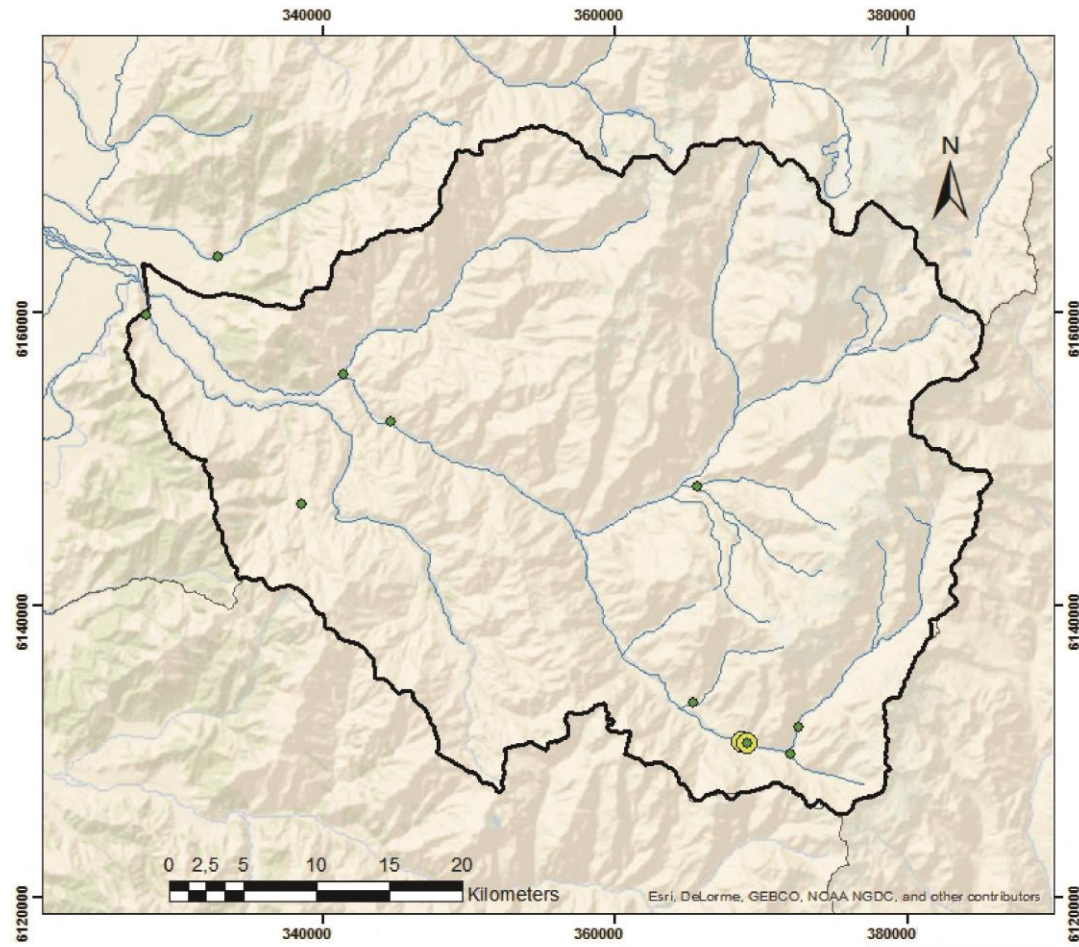 340000 360000 380000
N
6160000 6160000
6140000 6140000
6120000 6120000
0 2,5 5 10 15 20
Kilometers
Esri, DeLorme, GEBCO, NOAA NGDC, and other contributors
340000 360000 380000